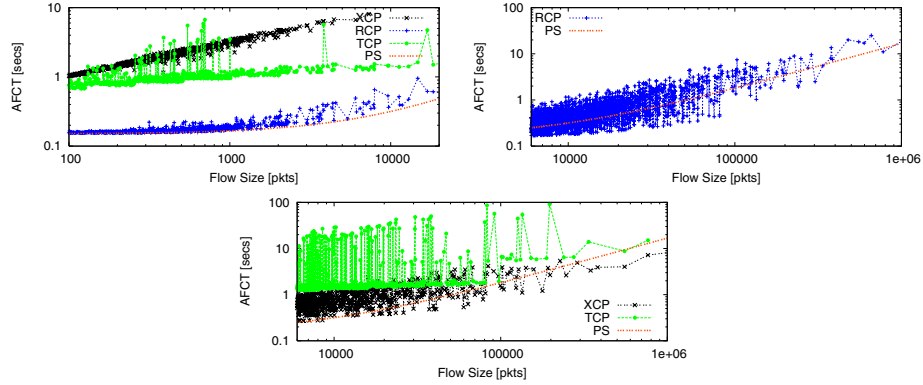 AFCT [secs]
10
1
0.1
100
1000
10000
Flow Size [pkts]
XCP
RCP
TCP
PS
AFCT [secs]
100
10
1
0.1
10000
100000
1e+06
Flow Size [pkts]
RCP
PS
AFCT [secs]
100
10
1
0.1
10000
100000
1e+06
Flow Size [pkts]
XCP
TCP
PS